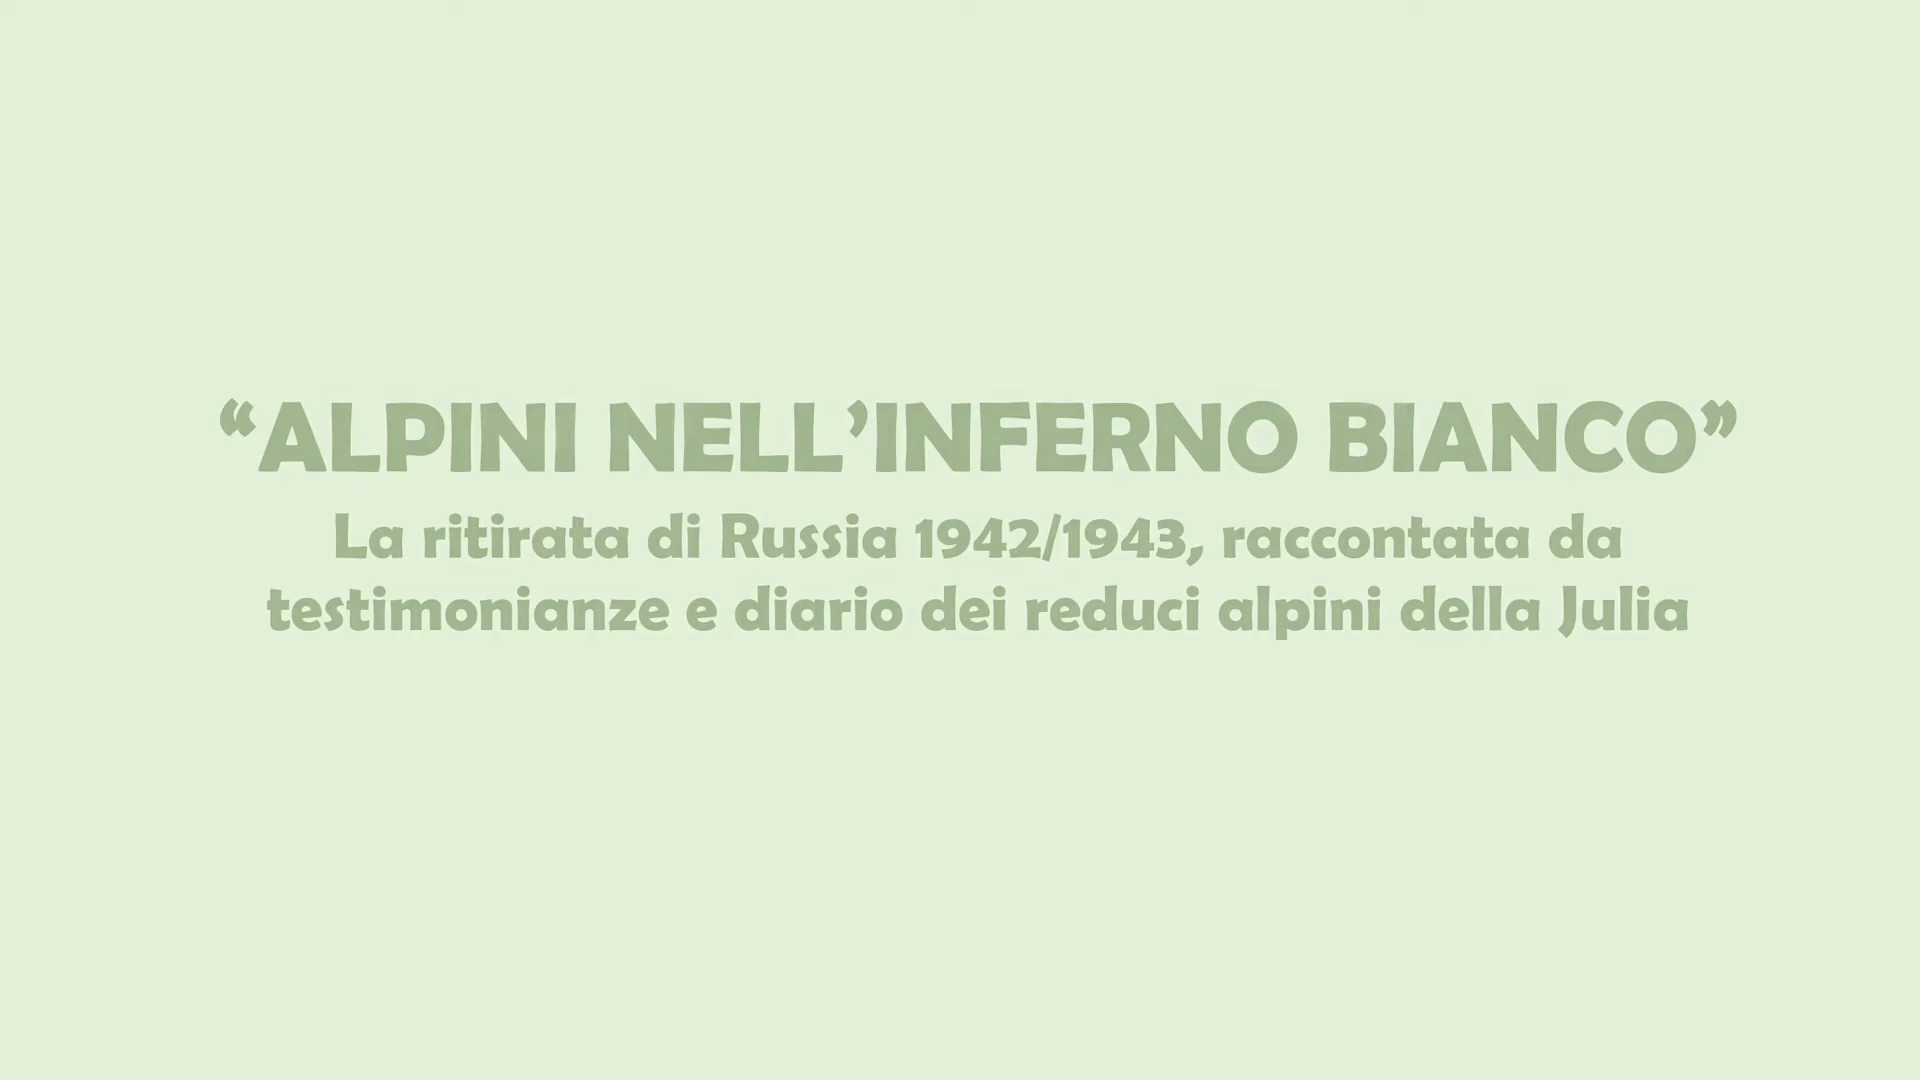 “ALPINI NELL’INFERNO BIANCO”
La ritirata di Russia 1942/1943, raccontata da
testimonianze e diario dei reduci alpini della Julia